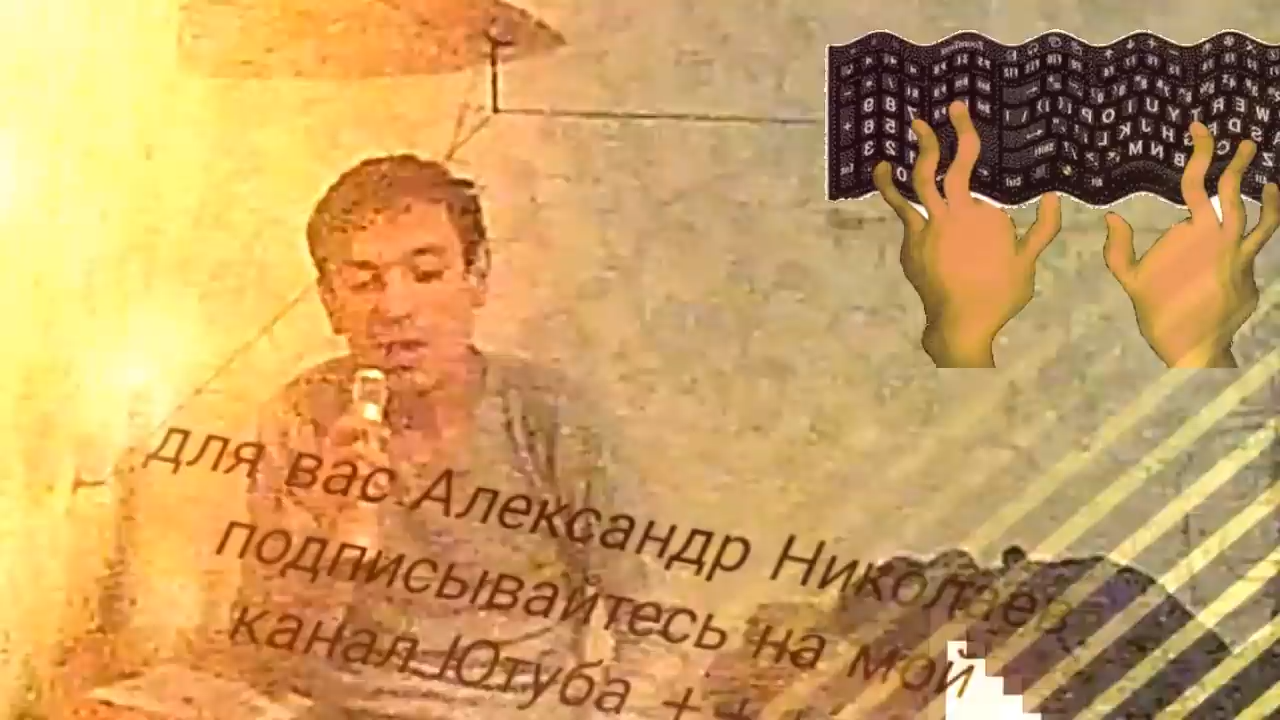 для вас Александр Николаев
подписывайтесь на мой
канал Ютуба + +